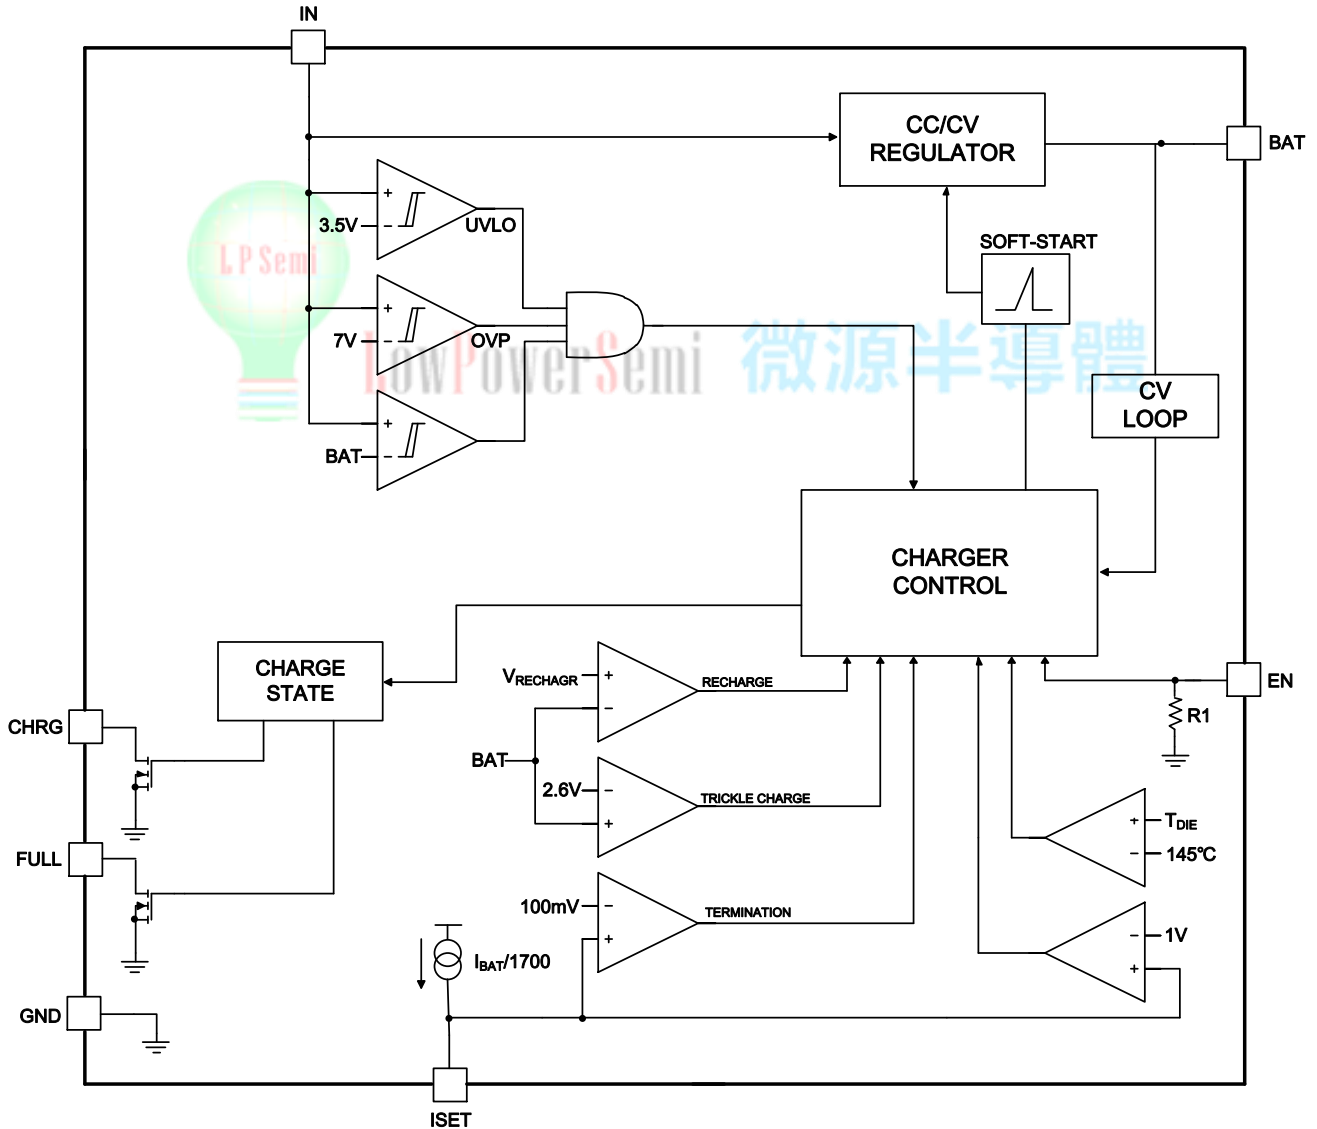 IN
CC/CV
REGULATOR
BAT
+
3.5V
-
UVLO
SOFT-START
LP Semi
+
7V
-
OVP
LowPowerSemi 微源半導體
CV
LOOP
+
BAT
-
CHARGER
CONTROL
CHARGE
STATE
VRECHAGR
+
-
RECHARGE
EN
R1
CHRG
BAT
2.6V
-
+
TRICKLE CHARGE
+
TDIE
-
145℃
FULL
100mV
-
+
TERMINATION
-
1V
+
IBAT/1700
GND
ISET